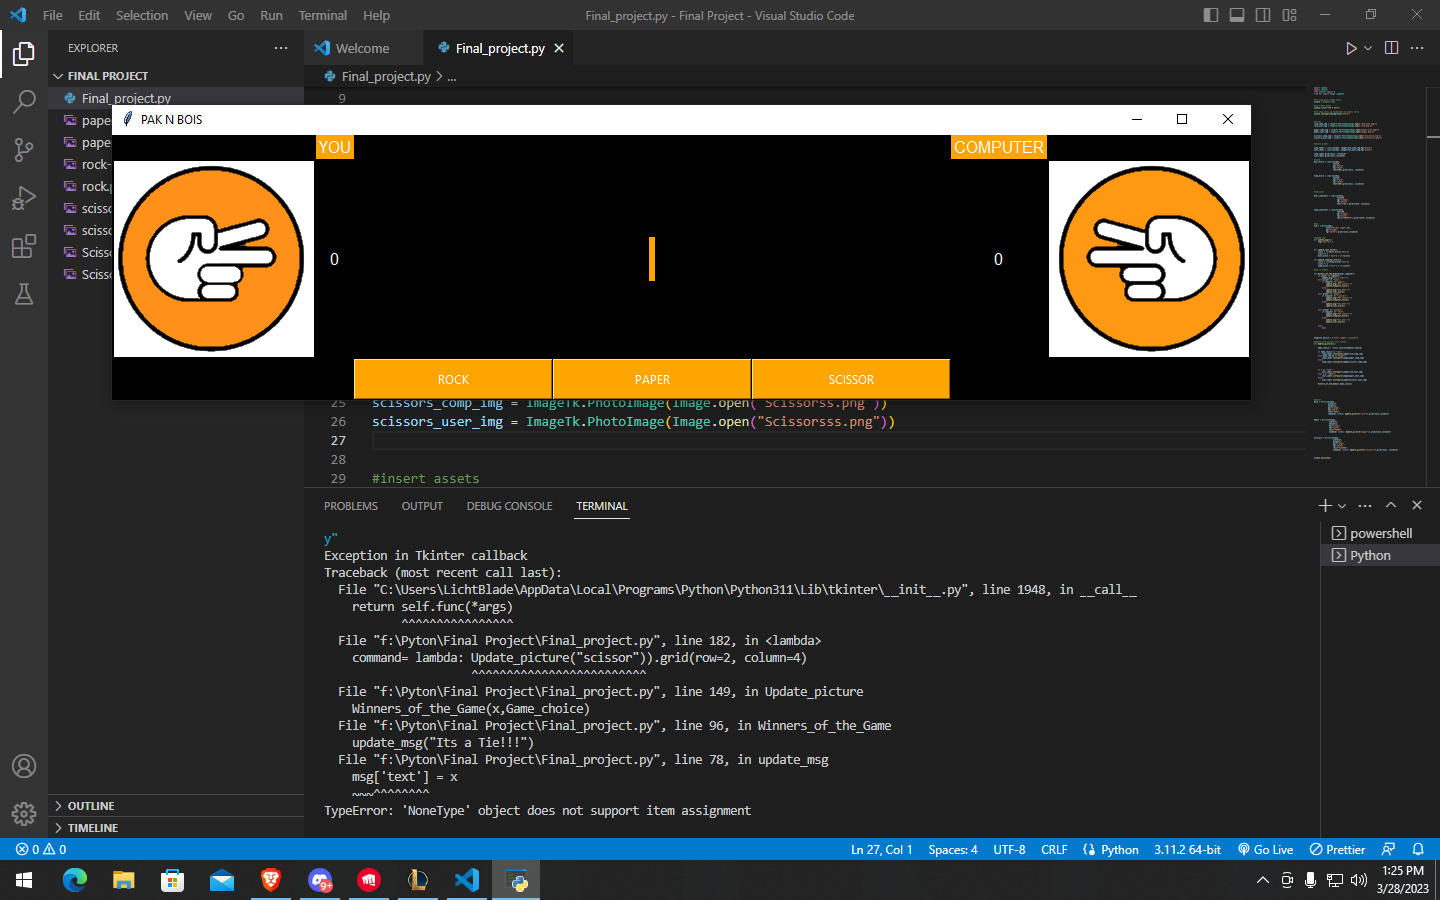 File Edit Selection View Go Run Terminal Help
Final_project.py - Final Project - Visual Studio Code
EXPLORER
Welcome
Final_project.py
FINAL PROJECT
Final_project.py > ...
Final_project.py
9
PAK N BOIS
pape
pape
rock-
rock.p
scisso
scisso
Scisso
Scisso
YOU
COMPUTER
0
0
ROCK
PAPER
SCISSOR
25 scissors_comp_img = ImageTk.PhotoImage(Image.open("Scissorss.png"))
26 scissors_user_img = ImageTk.PhotoImage(Image.open("Scissorsss.png"))
27
28
29 #insert assets
PROBLEMS OUTPUT DEBUG CONSOLE TERMINAL
powershell
Python
y"
Exception in Tkinter callback
Traceback (most recent call last):
File "C:\Users\LichtBlade\AppData\Local\Programs\Python\Python311\Lib\tkinter\__init__.py", line 1948, in __call__
return self.func(*args)
^^^^^^^^^^^^^^^^
File "f:\Pyton\Final Project\Final_project.py", line 182, in <lambda>
command= lambda: Update_picture("scissor")).grid(row=2, column=4)
^^^^^^^^^^^^^^^^^^^^^^^^^
File "f:\Pyton\Final Project\Final_project.py", line 149, in Update_picture
Winners_of_the_Game(x,Game_choice)
File "f:\Pyton\Final Project\Final_project.py", line 96, in Winners_of_the_Game
update_msg("Its a Tie!!!")
File "f:\Pyton\Final Project\Final_project.py", line 78, in update_msg
msg['text'] = x
~~~^^^^^^^^
TypeError: 'NoneType' object does not support item assignment
OUTLINE
TIMELINE
0 0
Ln 27, Col 1 Spaces: 4 UTF-8 CRLF Python 3.11.2 64-bit Go Live Prettier
9+
1:25 PM
3/28/2023